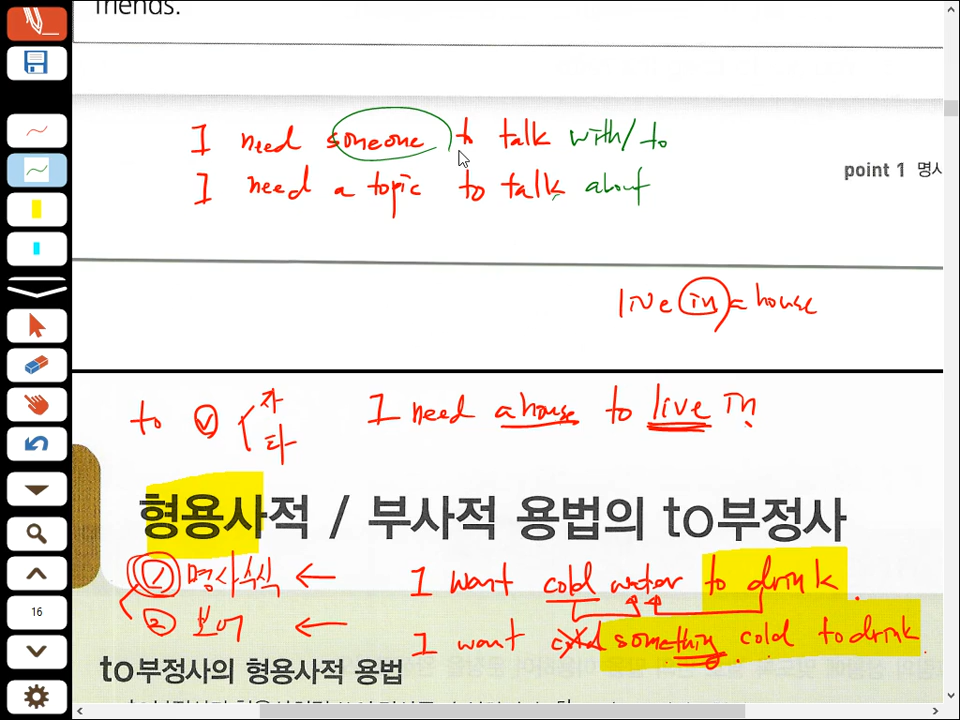 friends.
I need someone to talk with/to
point 1 명사
I need a topic to talk about
live in a house
to V 자 타
I need a house to live in.
형용사적 / 부사적 용법의 to부정사
① 명사수식 ← I want cold water to drink.
② 보어 ← I want cold something cold to drink.
to부정사의 형용사적 용법
16